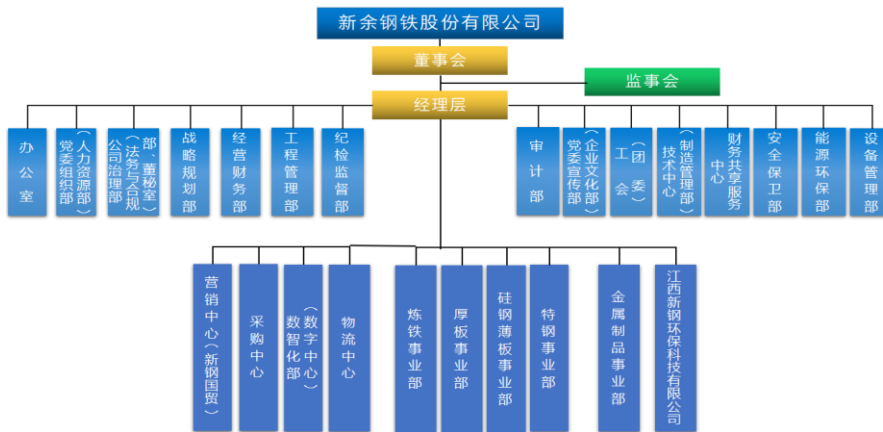 新余钢铁股份有限公司
董事会
监事会
经理层
办公室
党委组织部
（人力资源部）
公司治理部
（法务与合规
部、董秘室）
战略规划部
经营财务部
工程管理部
纪检监督部
审计部
党委宣传部
（企业文化部）
工会
（团委）
技术中心
（制造管理部）
财务共享服务
中心
安全保卫部
能源环保部
设备管理部
营销中心（新钢国贸）
采购中心
数智化部
（数字中心）
物流中心
炼铁事业部
厚板事业部
硅钢薄板事业部
特钢事业部
金属制品事业部
江西新钢环保科技有限公司